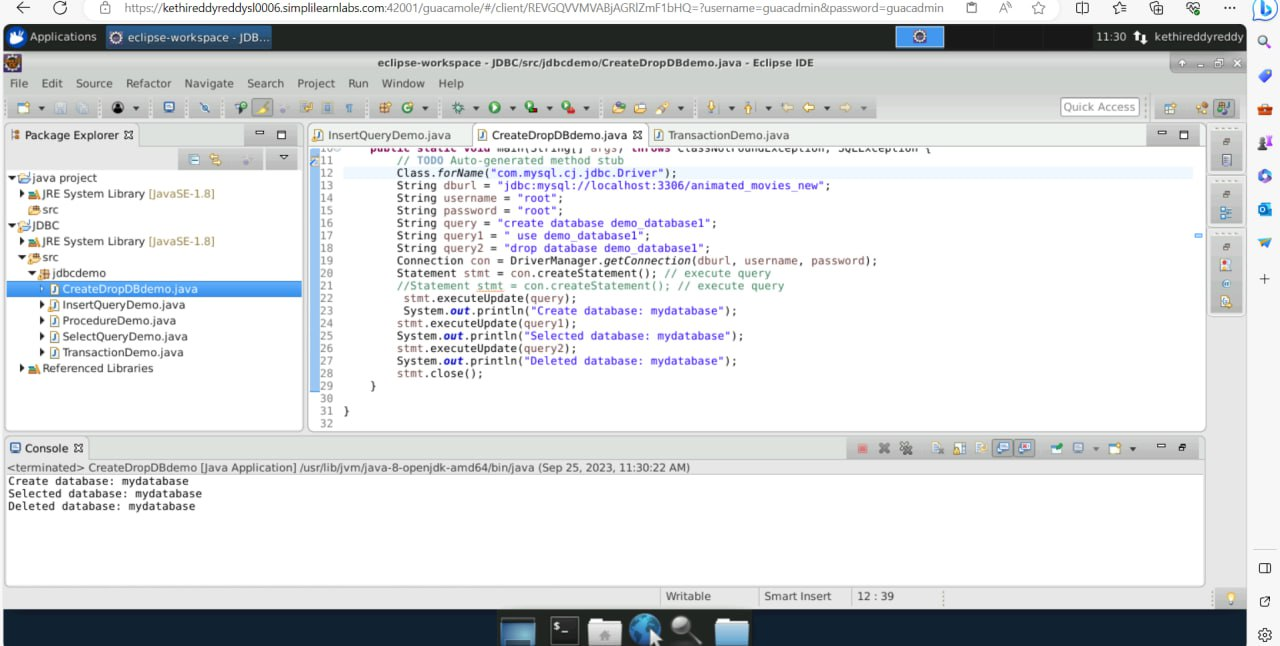 https://kethireddyreddysl0006.simplilearnlabs.com:42001/guacamole/#/client/REVGQVVMVABjAGRlZmF1bHQ=?username=guacadmin&password=guacadmin
Applications
eclipse-workspace - JDB...
11:30
kethireddyreddy
eclipse-workspace - JDBC/src/jdbcdemo/CreateDropDBdemo.java - Eclipse IDE
File Edit Source Refactor Navigate Search Project Run Window Help
Quick Access
Package Explorer
java project
JRE System Library [JavaSE-1.8]
src
JDBC
JRE System Library [JavaSE-1.8]
src
jdbcdemo
CreateDropDBdemo.java
InsertQueryDemo.java
ProcedureDemo.java
SelectQueryDemo.java
TransactionDemo.java
Referenced Libraries
InsertQueryDemo.java CreateDropDBdemo.java TransactionDemo.java
10 public static void main(String[] args) throws ClassNotFoundException, SQLException {
11 // TODO Auto-generated method stub
12 Class.forName("com.mysql.cj.jdbc.Driver");
13 String dburl = "jdbc:mysql://localhost:3306/animated_movies_new";
14 String username = "root";
15 String password = "root";
16 String query = "create database demo_database1";
17 String query1 = " use demo_database1";
18 String query2 = "drop database demo_database1";
19 Connection con = DriverManager.getConnection(dburl, username, password);
20 Statement stmt = con.createStatement(); // execute query
21 //Statement stmt = con.createStatement(); // execute query
22 stmt.executeUpdate(query);
23 System.out.println("Create database: mydatabase");
24 stmt.executeUpdate(query1);
25 System.out.println("Selected database: mydatabase");
26 stmt.executeUpdate(query2);
27 System.out.println("Deleted database: mydatabase");
28 stmt.close();
29 }
30
31 }
32
Console
<terminated> CreateDropDBdemo [Java Application] /usr/lib/jvm/java-8-openjdk-amd64/bin/java (Sep 25, 2023, 11:30:22 AM)
Create database: mydatabase
Selected database: mydatabase
Deleted database: mydatabase
Writable Smart Insert 12 : 39